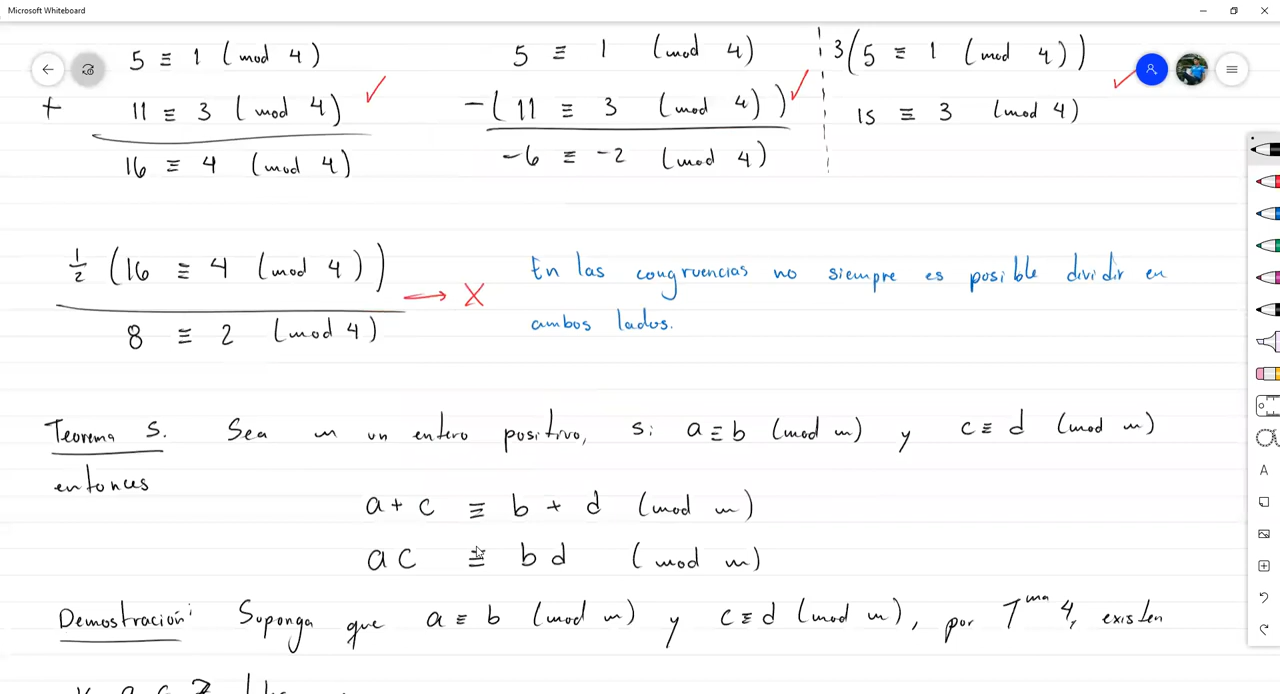 Microsoft Whiteboard
5 ≡ 1 (mod 4)
+ 11 ≡ 3 (mod 4) ✓
16 ≡ 4 (mod 4)
5 ≡ 1 (mod 4)
-(11 ≡ 3 (mod 4)) ✓
-6 ≡ -2 (mod 4)
3(5 ≡ 1 (mod 4))
15 ≡ 3 (mod 4) ✓
1/2 (16 ≡ 4 (mod 4))
8 ≡ 2 (mod 4)
→ X
En las congruencias no siempre es posible dividir en
ambos lados.
Teorema 5. Sea m un entero positivo, si a ≡ b (mod m) y c ≡ d (mod m)
entonces
a + c ≡ b + d (mod m)
ac ≡ bd (mod m)
Demostración: Suponga que a ≡ b (mod m) y c ≡ d (mod m), por Tma 4, existen
A